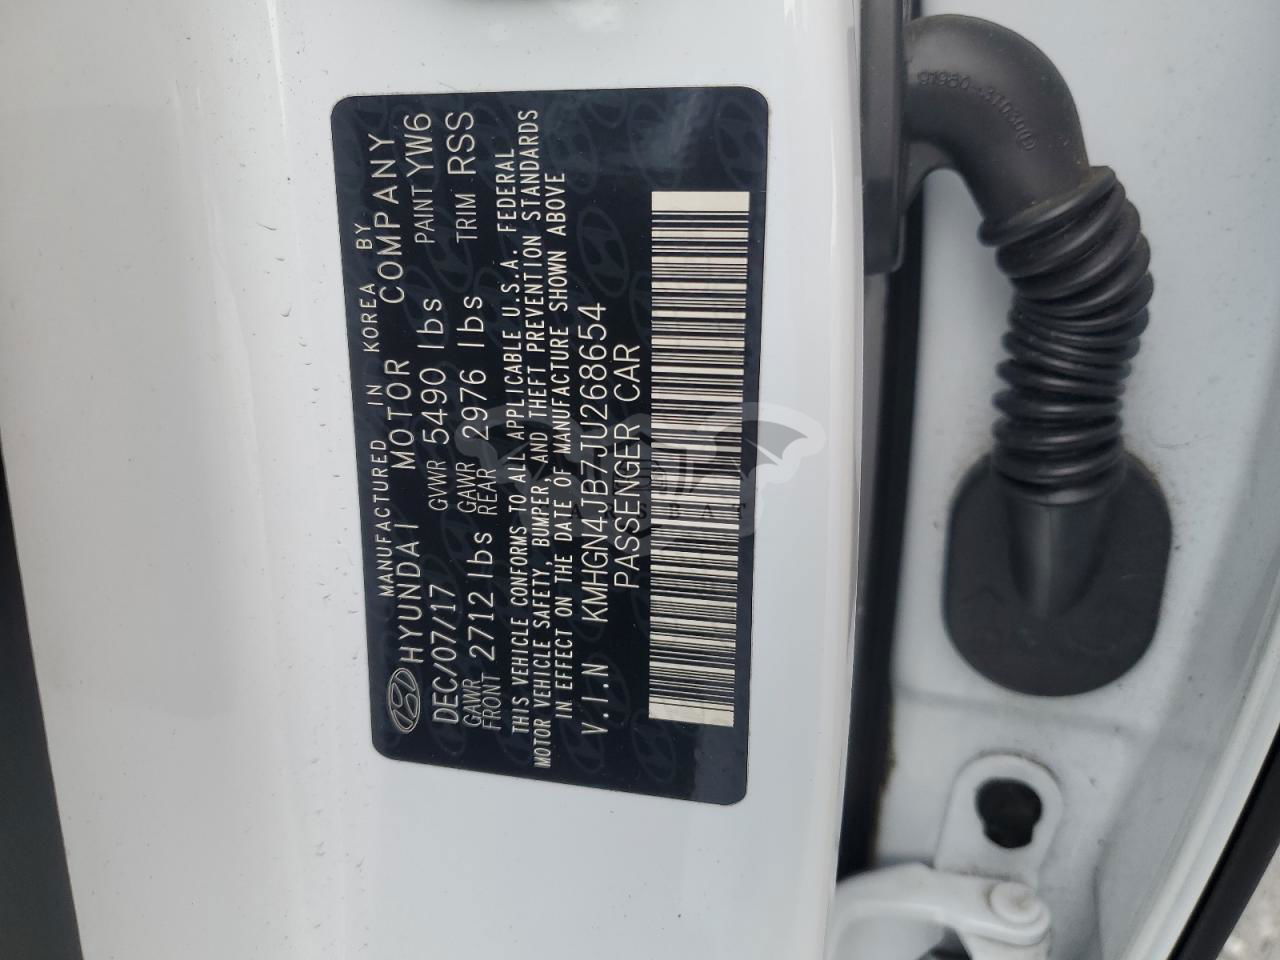 MANUFACTURED IN KOREA BY
HYUNDAI MOTOR COMPANY
DEC/07/17 GVWR 5490 lbs PAINT YW6
GAWR FRONT 2712 lbs GAWR REAR 2976 lbs TRIM RSS
THIS VEHICLE CONFORMS TO ALL APPLICABLE U.S.A. FEDERAL
MOTOR VEHICLE SAFETY, BUMPER, AND THEFT PREVENTION STANDARDS
IN EFFECT ON THE DATE OF MANUFACTURE SHOWN ABOVE
V.I.N KMHGN4JB7JU268654
PASSENGER CAR